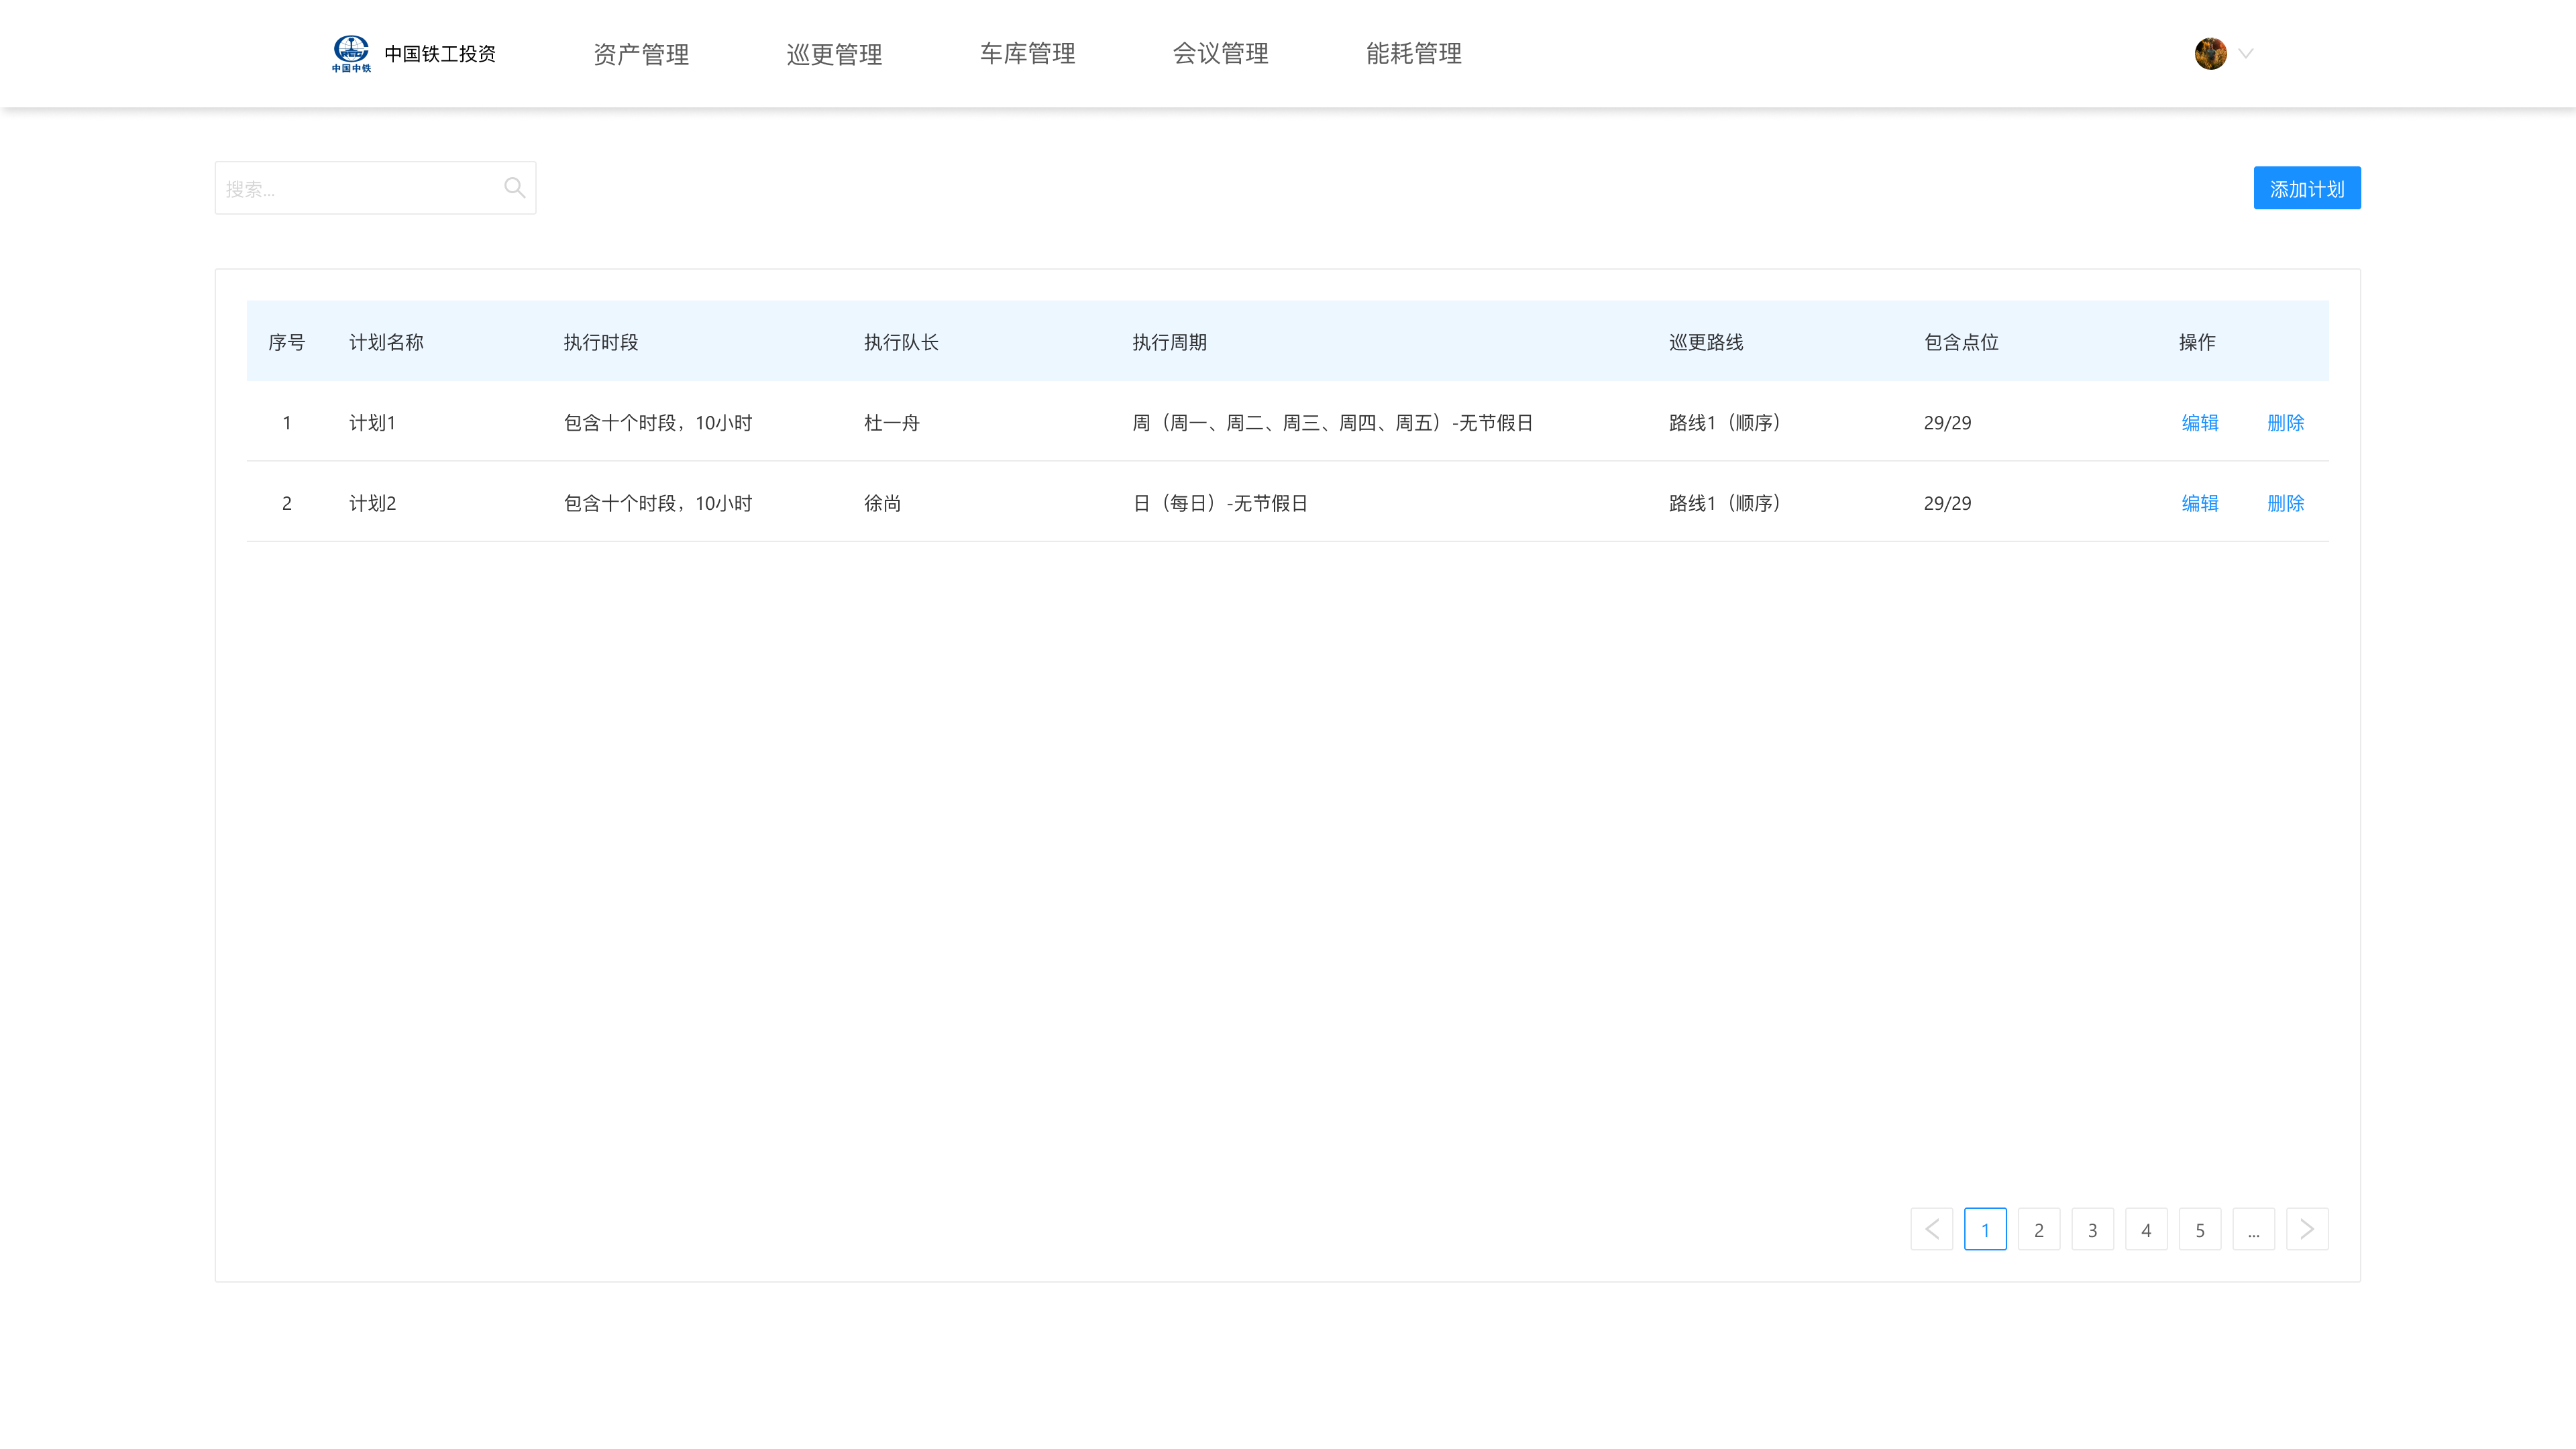 中国中铁 中国铁工投资 资产管理 巡更管理 车库管理 会议管理 能耗管理
搜索... 添加计划
序号 计划名称 执行时段 执行队长 执行周期 巡更路线 包含点位 操作
1 计划1 包含十个时段，10小时 杜一舟 周（周一、周二、周三、周四、周五）-无节假日 路线1（顺序） 29/29 编辑 删除
2 计划2 包含十个时段，10小时 徐尚 日（每日）-无节假日 路线1（顺序） 29/29 编辑 删除
1 2 3 4 5 ...